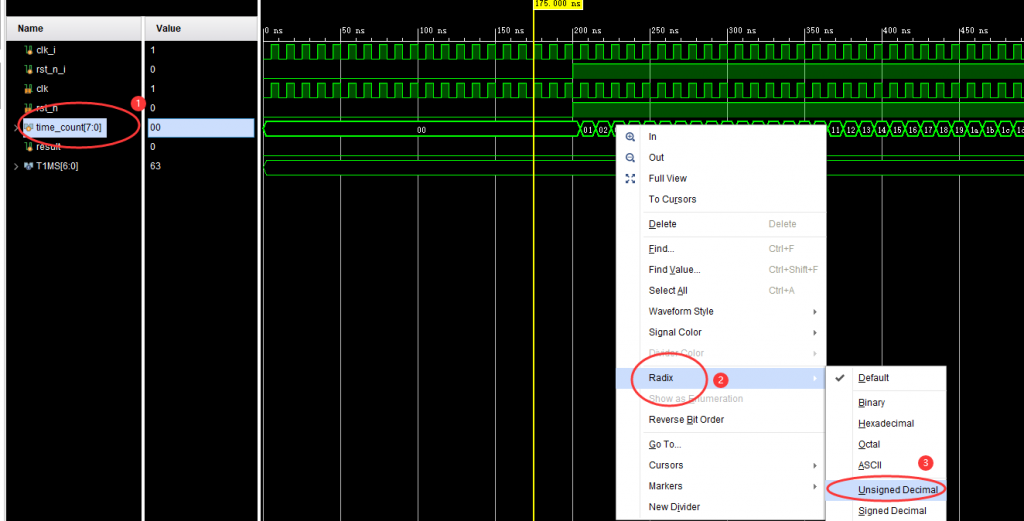 175.000 ns
Name Value
0 ns 50 ns 100 ns 150 ns 200 ns 250 ns 300 ns 350 ns 400 ns 450 ns
clk_i 1
rst_n_i 0
clk 1
rst_n 0
1
time_count[7:0] 00 00 01 02 11 12 13 14 15 16 17 18 19 1a 1b 1c
result 0
T1MS[6:0] 63
In
Out
Full View
To Cursors
Delete Delete
Find... Ctrl+F
Find Value... Ctrl+Shift+F
Select All Ctrl+A
Waveform Style
Signal Color
Divider Color
Radix 2
Show as Enumeration
Reverse Bit Order
Go To...
Cursors
Markers
New Divider
Default
Binary
Hexadecimal
Octal
ASCII 3
Unsigned Decimal
Signed Decimal